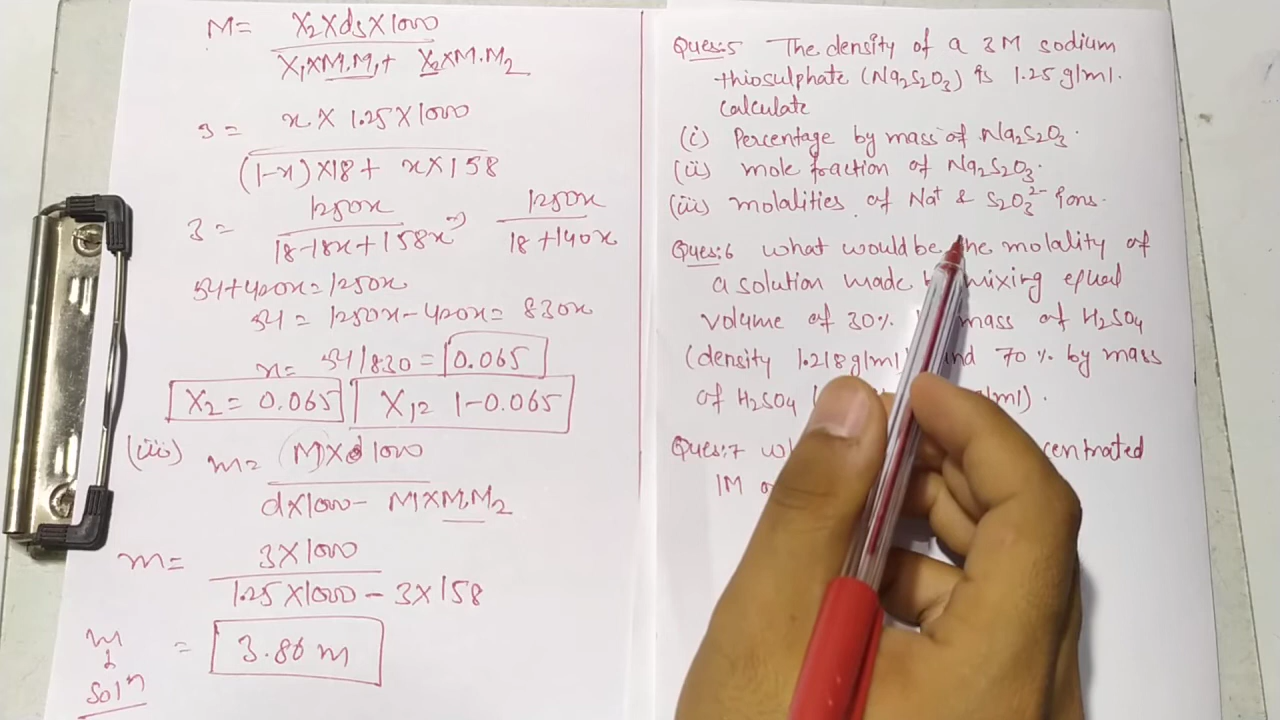 M = X2 X ds X 1000
X1 X M.M1 + X2 X M.M2
3 = x X 1.25 X 1000
(1-x) X 18 + x X 158
3 = 1250x / 18-18x+158x ⇒ 1250x / 18+140x
54+420x = 1250x
54 = 1250x - 420x = 830x
x = 54/830 = 0.065
X2 = 0.065 X1 = 1-0.065
(iii) m = M X 1000
d X 1000 - M X M.M2
m = 3 X 1000
1.25 X 1000 - 3 X 158
= 3.86 m
m
solⁿ
Ques:5 The density of a 3M sodium
thiosulphate (Na2S2O3) is 1.25 g/ml.
calculate
(i) Percentage by mass of Na2S2O3.
(ii) mole fraction of Na2S2O3.
(iii) molalities of Na⁺ & S2O3²⁻ ions.
Ques:6 what would be the molality of
a solution made mixing equal
volume of 30% mass of H2SO4
(density 1.218 g/ml) and 70% by mass
of H2SO4 ( g/ml).
Ques:7 centrated
1M